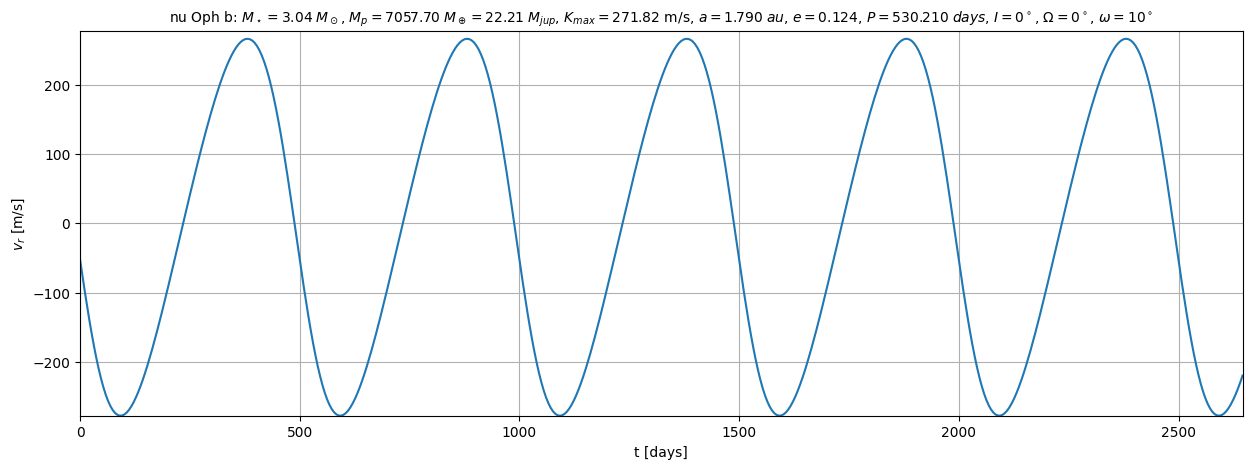 nu Oph b: M⋆ = 3.04 M⊙, Mp = 7057.70 M⊕ = 22.21 Mjup, Kmax = 271.82 m/s, a = 1.790 au, e = 0.124, P = 530.210 days, I = 0°, Ω = 0°, ω = 10°
200
100
0
−100
−200
vr [m/s]
0 500 1000 1500 2000 2500
t [days]